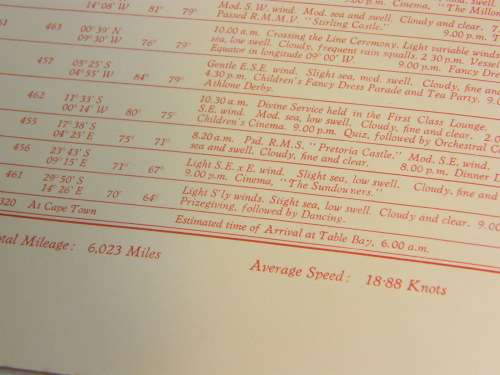 14° 08' W 81° 79° Mod. S.W. wind. Mod. sea and swell. Cloudy and clear.
9.00 p.m. Cinema, "The
Passed R.M.M.V. "Stirling Castle."
463 00° 39' N 10.00 a.m. Crossing the Line Ceremony. Light variable winds
09° 30' W 76° 79° sea, low swell. Cloudy, frequent rain squalls. 2.30 p.m. Vessel
Equator in longitude 09° 00' W. 9.00 p.m. Fancy Dress
457 05° 25' S Gentle E.S.E. wind. Slight sea, mod. swell. Cloudy, fine and
04° 55' W 84° 79° 4.30 p.m. Children's Fancy Dress Parade and Tea Party.
Athlone Derby.
462 11° 33' S 10.30 a.m. Divine Service held in the First Class Lounge.
00° 14' W 80° 75° S.E. wind. Mod. sea, low swell. Cloudy, fine and clear.
Children's Cinema. 9.00 p.m. Quiz, followed by Orchestral
455 17° 38' S 8.20 a.m. Psd. R.M.S. "Pretoria Castle." Mod. S.E. wind.
04° 25' E 75° 71° sea and swell. Cloudy, fine and clear. 8.00 p.m. Dinner
456 23° 43' S Light S.E. x E. wind. Slight sea, low swell. Cloudy, fine and
09° 15' E 71° 67° 9.00 p.m. Cinema, "The Sundowners."
461 29° 50' S Light S'ly winds. Slight sea, low swell. Cloudy and clear. 9.00
14° 26' E 70° 64° Prizegiving, followed by Dancing.
320 At Cape Town Estimated time of Arrival at Table Bay, 6.00 a.m.
Mileage: 6,023 Miles Average Speed: 18·88 Knots